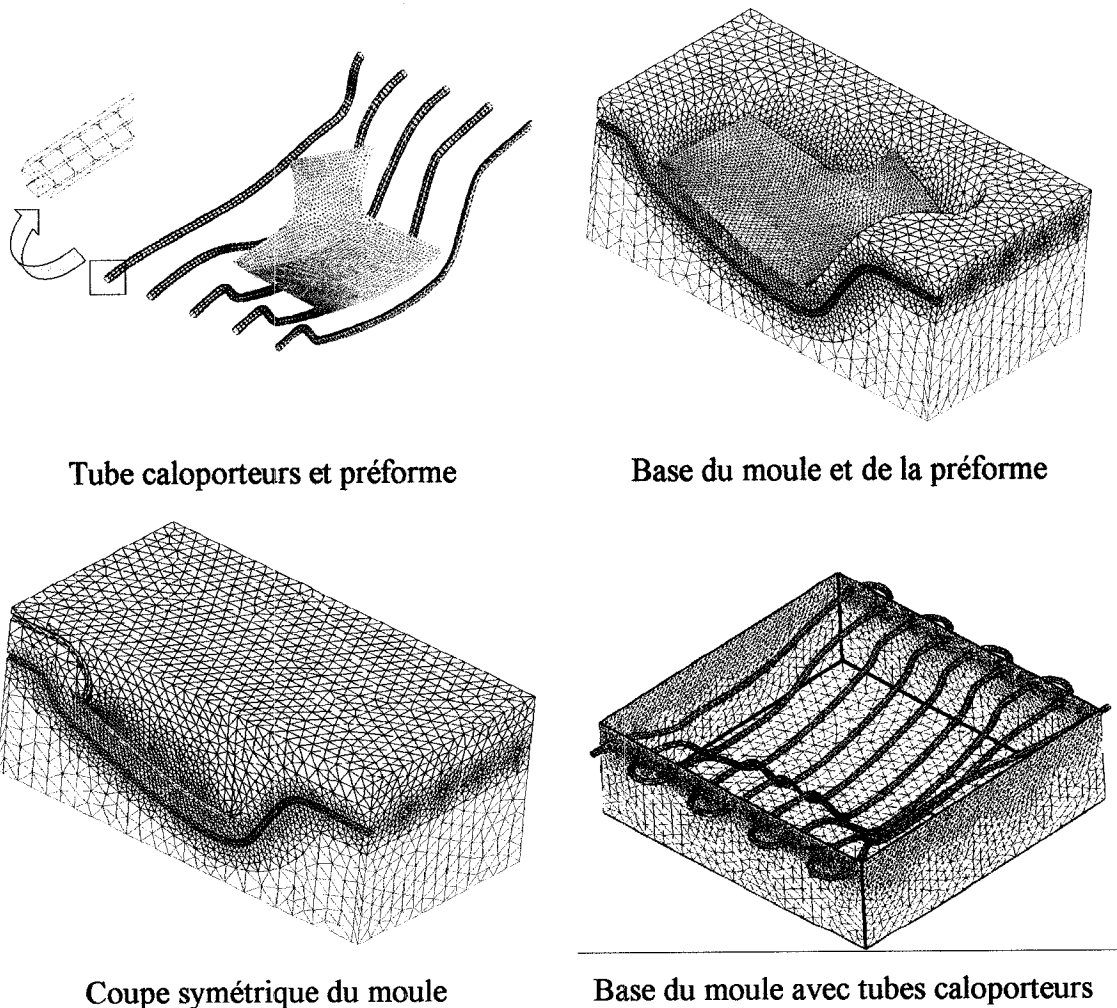 Tube caloporteurs et préforme
Base du moule et de la préforme
Coupe symétrique du moule
Base du moule avec tubes caloporteurs